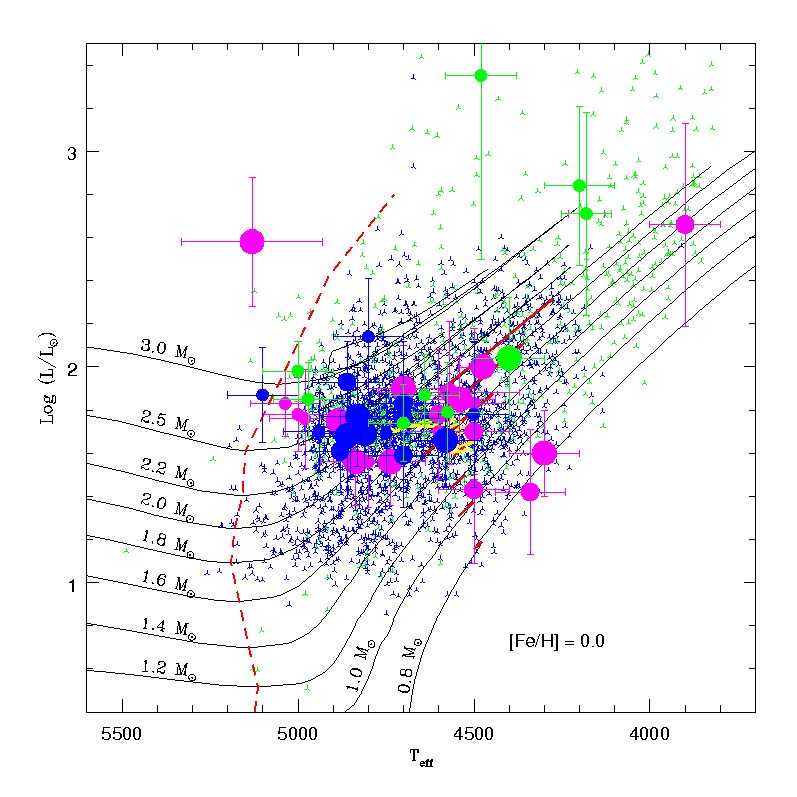 3
3.0 M⊙
2
2.5 M⊙
2.2 M⊙
2.0 M⊙
1.8 M⊙
1.6 M⊙
1
1.4 M⊙
1.2 M⊙
1.0 M⊙
0.8 M⊙
[Fe/H] = 0.0
Log (L/L⊙)
5500 5000 4500 4000
Teff